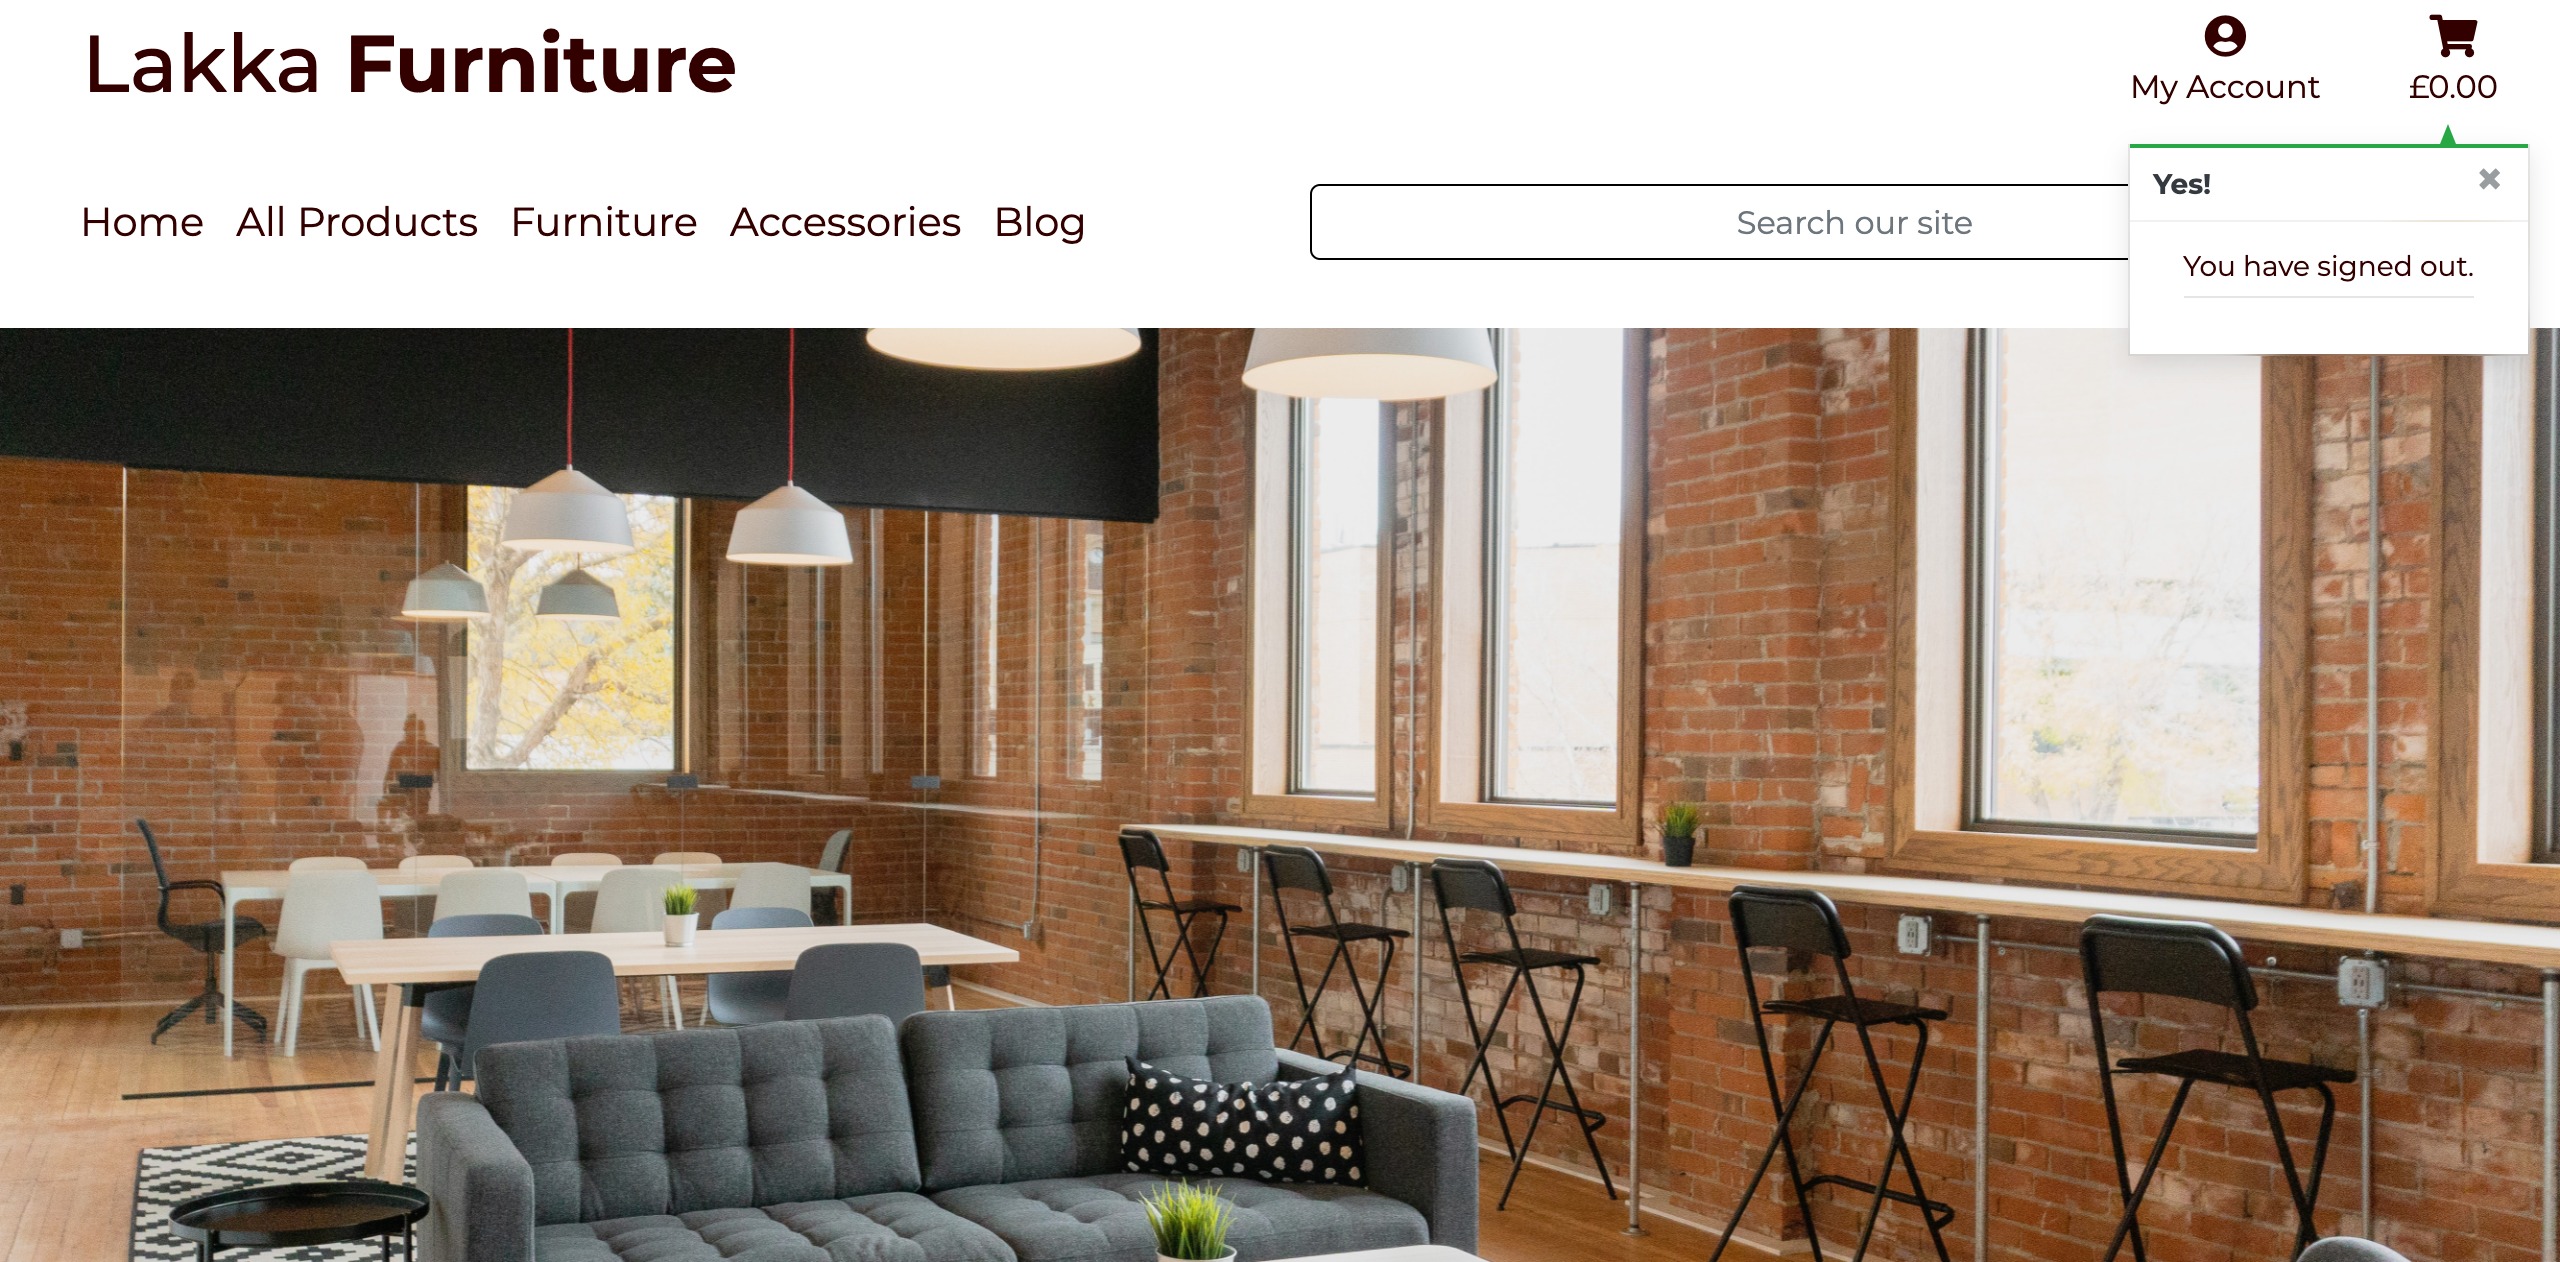 Lakka Furniture
My Account
£0.00
Home All Products Furniture Accessories Blog
Search our site
Yes!
✖
You have signed out.